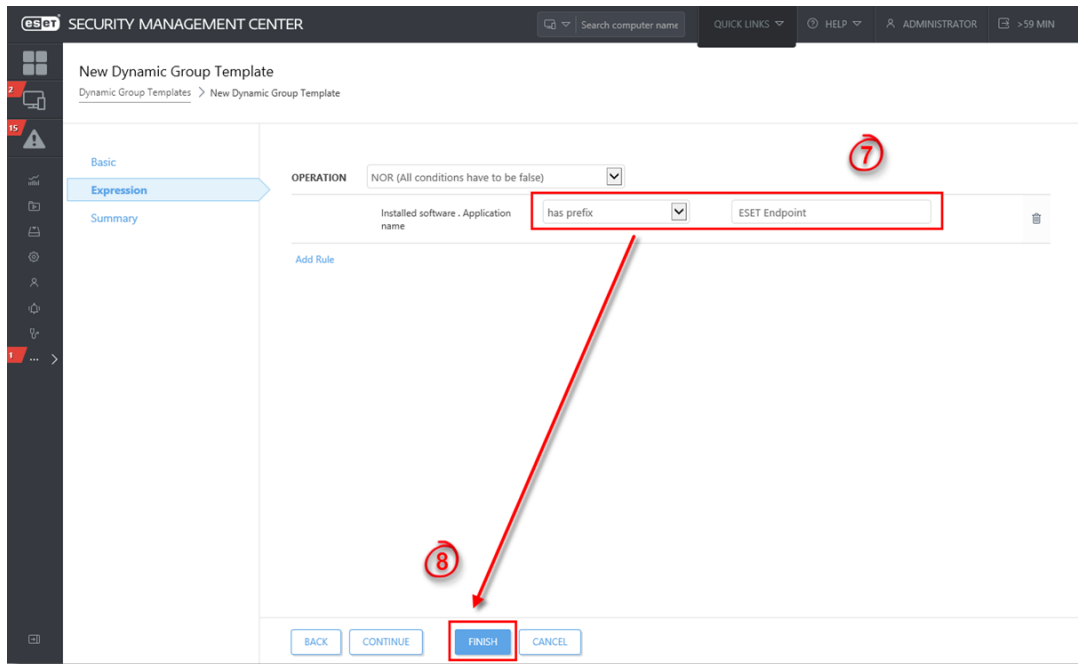 eset SECURITY MANAGEMENT CENTER
Search computer name
QUICK LINKS
HELP
ADMINISTRATOR
>59 MIN
New Dynamic Group Template
Dynamic Group Templates > New Dynamic Group Template
2
15
1
...
Basic
Expression
Summary
7
OPERATION
NOR (All conditions have to be false)
Installed software . Application
name
has prefix
ESET Endpoint
Add Rule
8
BACK
CONTINUE
FINISH
CANCEL